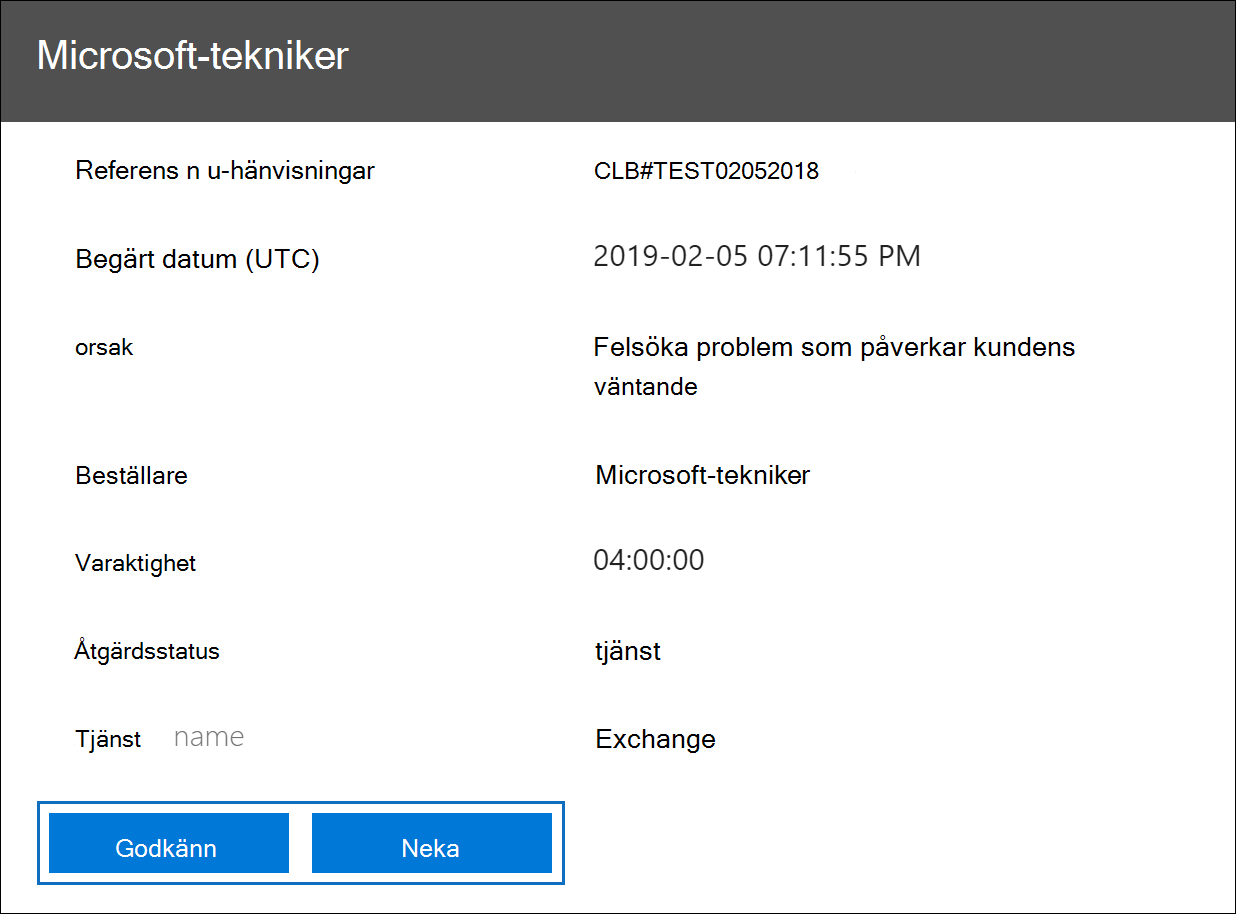 Microsoft-tekniker
Referens n u-hänvisningar CLB#TEST02052018
Begärt datum (UTC) 2019-02-05 07:11:55 PM
orsak Felsöka problem som påverkar kundens
väntande
Beställare Microsoft-tekniker
Varaktighet 04:00:00
Åtgärdsstatus tjänst
Tjänst name Exchange
Godkänn Neka